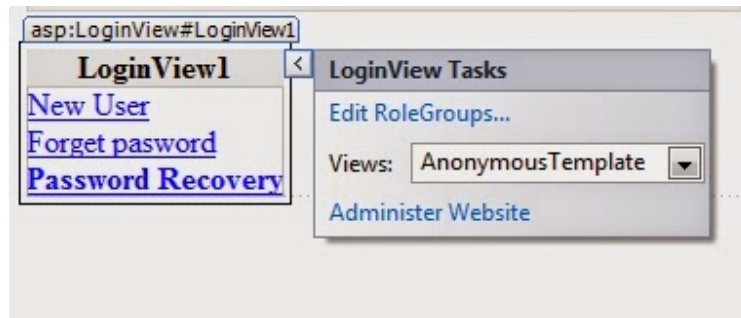 asp:LoginView#LoginView1
LoginView1
New User
Forget pasword
Password Recovery
<
LoginView Tasks
Edit RoleGroups...
Views: AnonymousTemplate
Administer Website